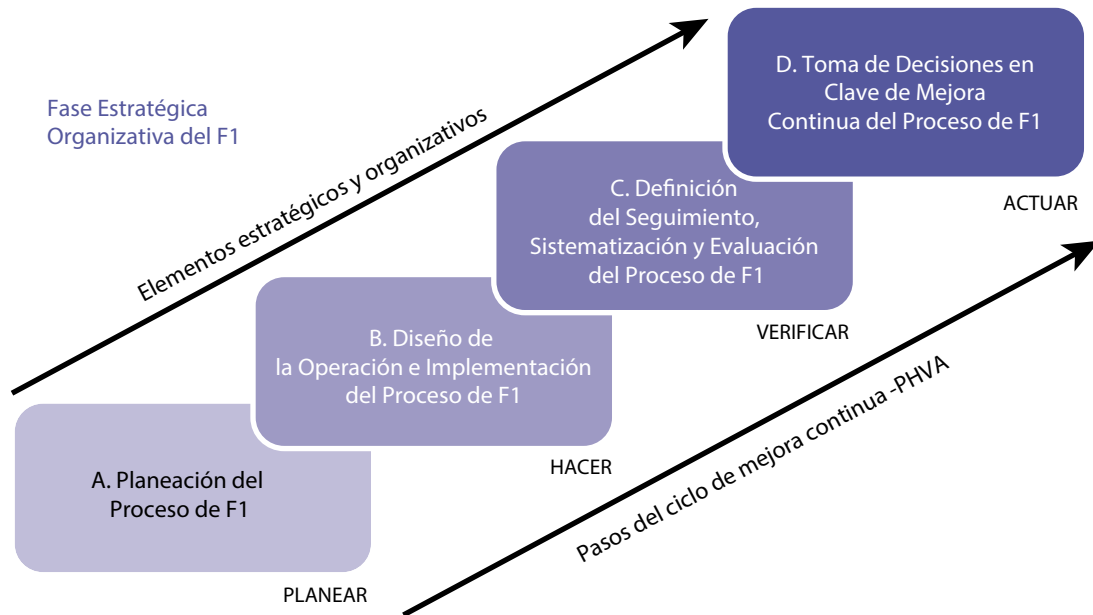 Fase Estratégica
Organizativa del F1
Elementos estratégicos y organizativos
D. Toma de Decisiones en
Clave de Mejora
Continua del Proceso de F1
ACTUAR
C. Definición
del Seguimiento,
Sistematización y Evaluación
del Proceso de F1
VERIFICAR
B. Diseño de
la Operación e Implementación
del Proceso de F1
HACER
A. Planeación del
Proceso de F1
PLANEAR
Pasos del ciclo de mejora continua -PHVA